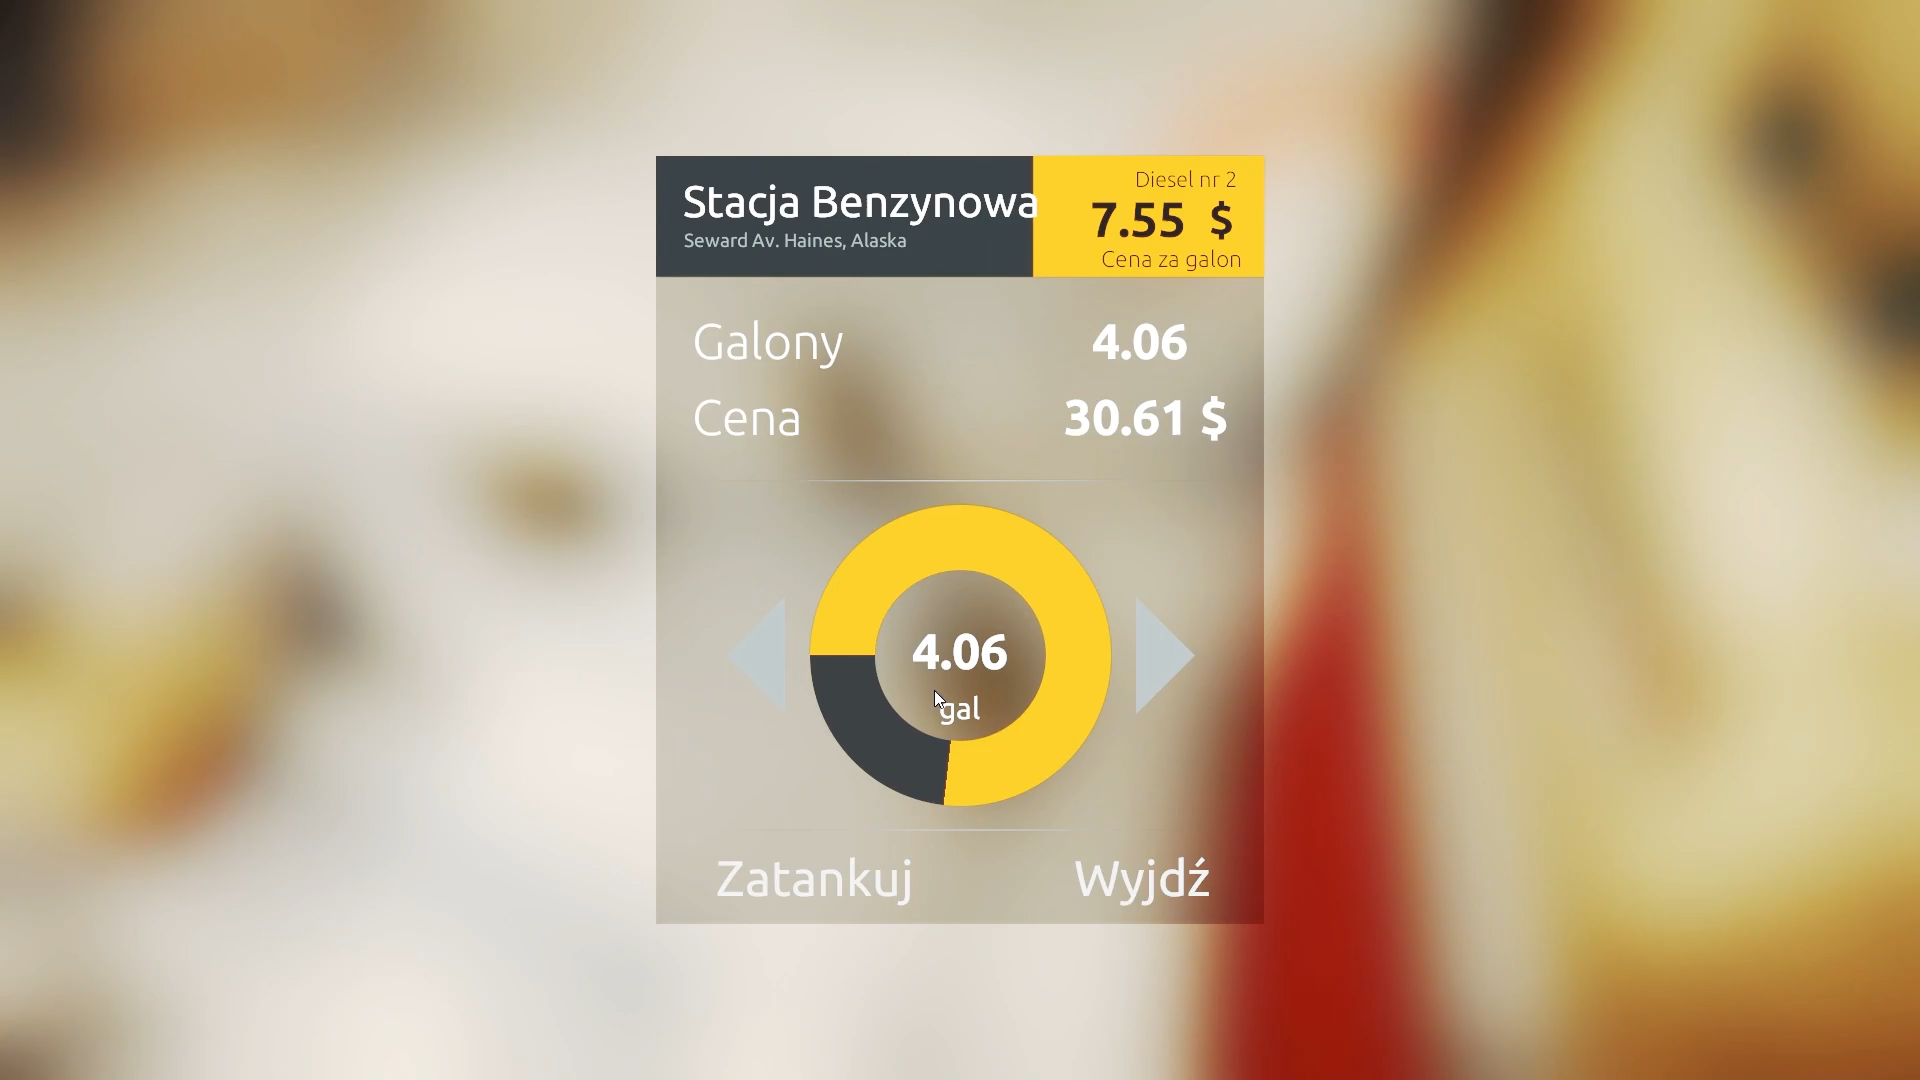 Stacja Benzynowa
Seward Av. Haines, Alaska
Diesel nr 2
7.55 $
Cena za galon
Galony 4.06
Cena 30.61 $
4.06
gal
Zatankuj Wyjdź